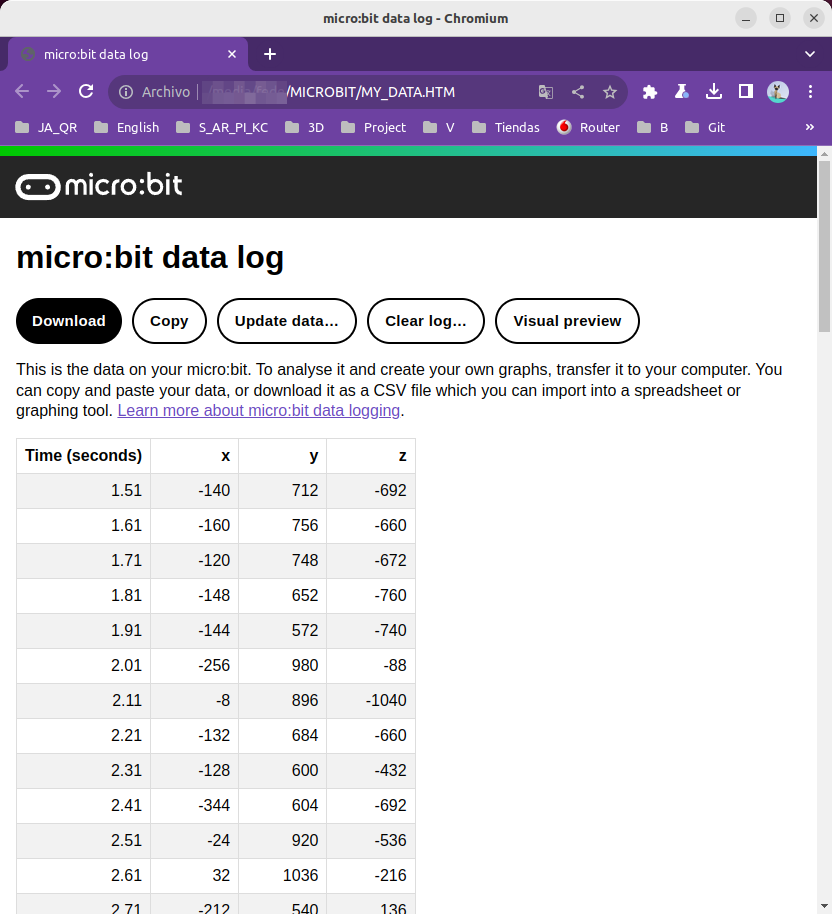 micro:bit data log - Chromium
micro:bit data log
Archivo /MICROBIT/MY_DATA.HTM
JA_QR English S_AR_PI_KC 3D Project V Tiendas Router B Git »
micro:bit
micro:bit data log
Download Copy Update data... Clear log... Visual preview
This is the data on your micro:bit. To analyse it and create your own graphs, transfer it to your computer. You
can copy and paste your data, or download it as a CSV file which you can import into a spreadsheet or
graphing tool. Learn more about micro:bit data logging.
Time (seconds) x y z
1.51 -140 712 -692
1.61 -160 756 -660
1.71 -120 748 -672
1.81 -148 652 -760
1.91 -144 572 -740
2.01 -256 980 -88
2.11 -8 896 -1040
2.21 -132 684 -660
2.31 -128 600 -432
2.41 -344 604 -692
2.51 -24 920 -536
2.61 32 1036 -216
2.71 -212 540 136